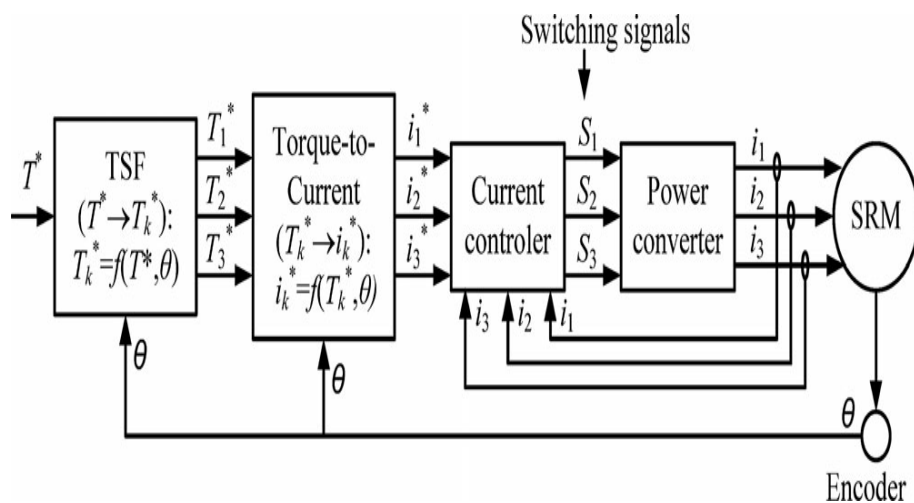 Switching signals
T*
TSF
(T*→Tk*):
Tk*=f(T*,θ)
T1*
T2*
T3*
Torque-to-
Current
(Tk*→ik*):
ik*=f(Tk*,θ)
i1*
i2*
i3*
Current
controler
S1
S2
S3
Power
converter
i1
i2
i3
SRM
i3 i2 i1
θ
θ
θ
Encoder